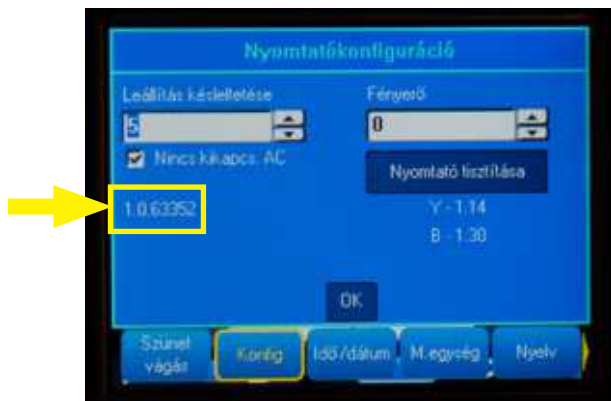 Nyomtatókonfiguráció
Leállítás késleltetése
Fényerő
5
0
Nincs kikapcs. AC
Nyomtató tisztítása
1.0.63352
Y - 1.14
B - 1.30
OK
Szünet vágás
Konfig
Idő/dátum
M.egység
Nyelv